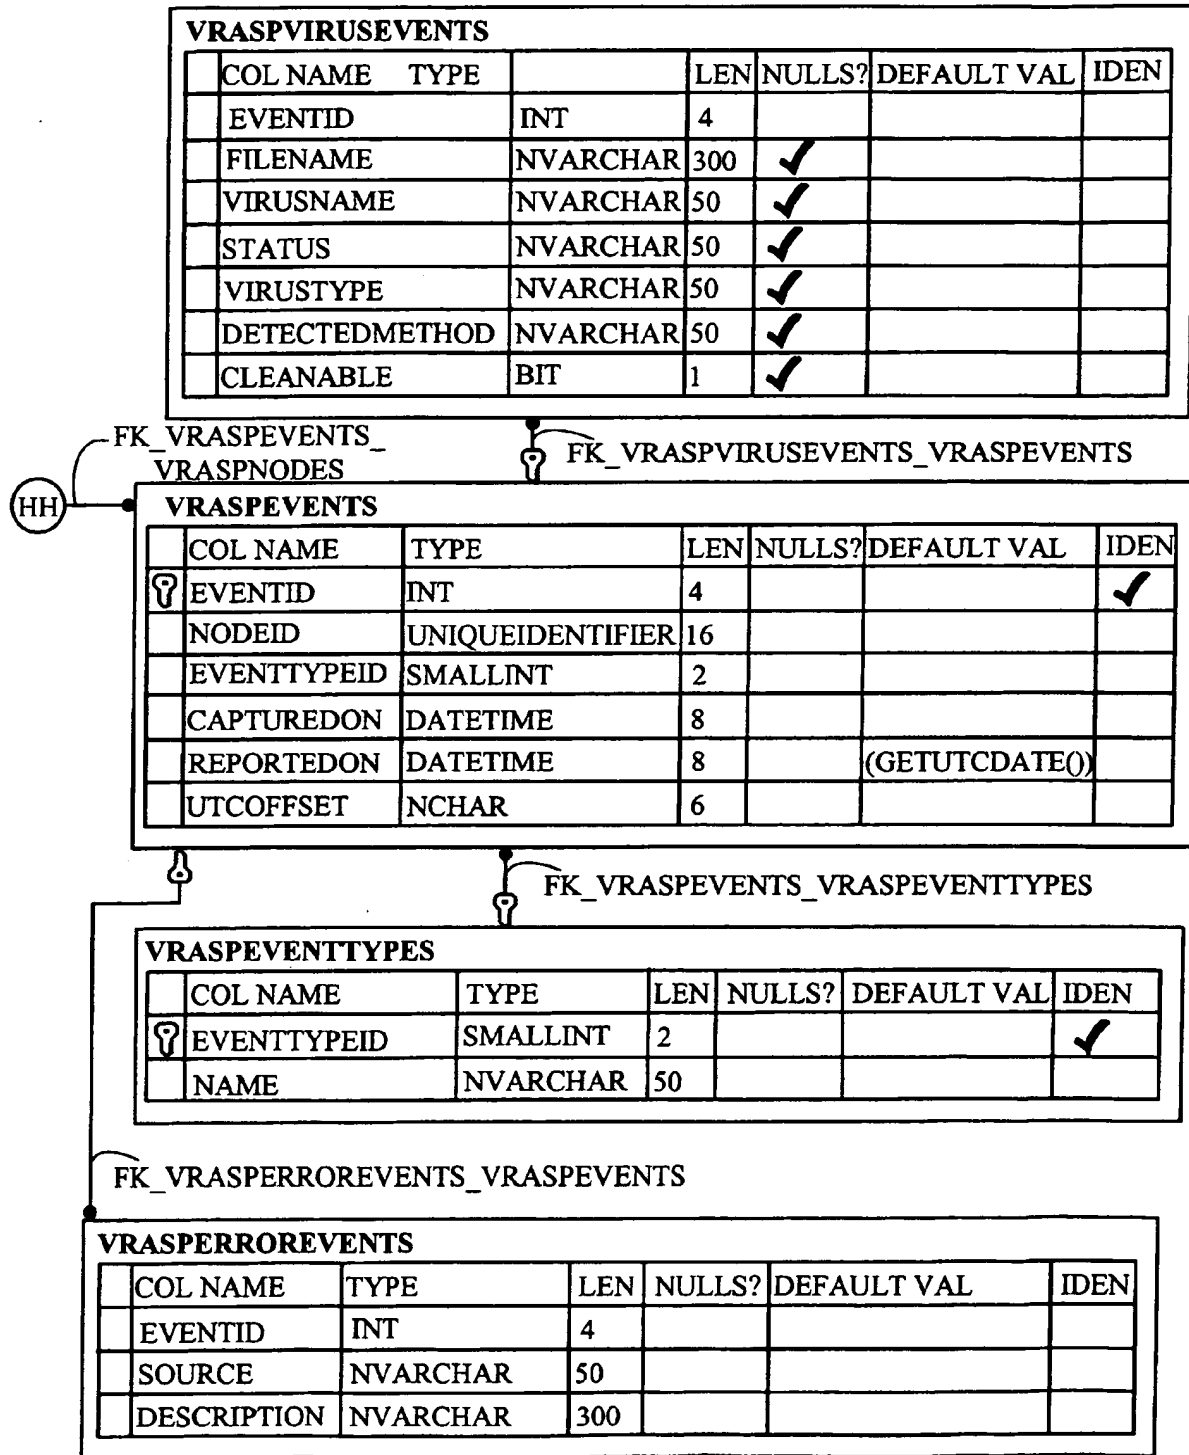 VRASPVIRUSEVENTS
COL NAME TYPE LEN NULLS? DEFAULT VAL IDEN
EVENTID INT 4
FILENAME NVARCHAR 300 ✓
VIRUSNAME NVARCHAR 50 ✓
STATUS NVARCHAR 50 ✓
VIRUSTYPE NVARCHAR 50 ✓
DETECTEDMETHOD NVARCHAR 50 ✓
CLEANABLE BIT 1 ✓
FK_VRASPEVENTS_
VRASPNODES
FK_VRASPVIRUSEVENTS_VRASPEVENTS
HH
VRASPEVENTS
COL NAME TYPE LEN NULLS? DEFAULT VAL IDEN
EVENTID INT 4 ✓
NODEID UNIQUEIDENTIFIER 16
EVENTTYPEID SMALLINT 2
CAPTUREDON DATETIME 8
REPORTEDON DATETIME 8 (GETUTCDATE())
UTCOFFSET NCHAR 6
FK_VRASPEVENTS_VRASPEVENTTYPES
VRASPEVENTTYPES
COL NAME TYPE LEN NULLS? DEFAULT VAL IDEN
EVENTTYPEID SMALLINT 2 ✓
NAME NVARCHAR 50
FK_VRASPERROREVENTS_VRASPEVENTS
VRASPERROREVENTS
COL NAME TYPE LEN NULLS? DEFAULT VAL IDEN
EVENTID INT 4
SOURCE NVARCHAR 50
DESCRIPTION NVARCHAR 300